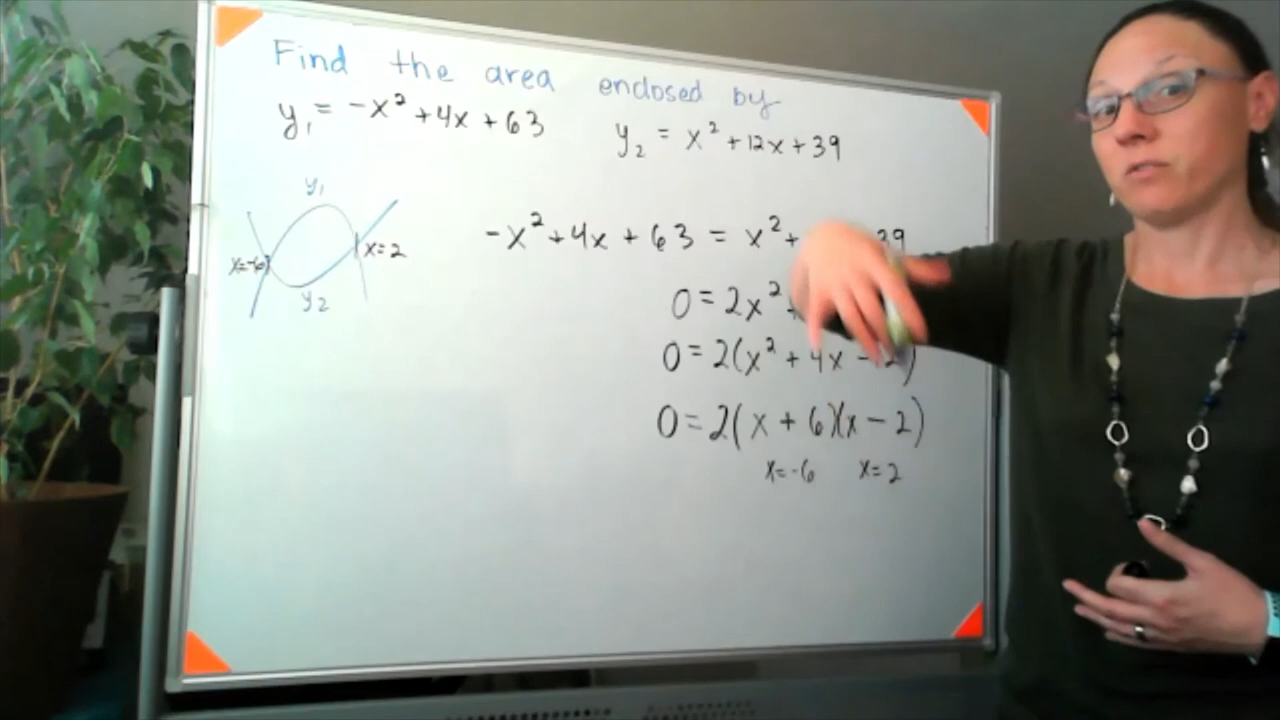 Find the area enclosed by
y₁ = -x² + 4x + 63
y₂ = x² + 12x + 39
y₁
x=-6
x=2
y₂
-x² + 4x + 63 = x² + 39
0 = 2x² +
0 = 2(x² + 4x - 2)
0 = 2(x + 6)(x - 2)
x=-6 x=2